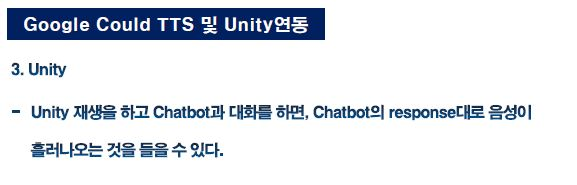 Google Could TTS 및 Unity연동
3. Unity
- Unity 재생을 하고 Chatbot과 대화를 하면, Chatbot의 response대로 음성이
흘러나오는 것을 들을 수 있다.